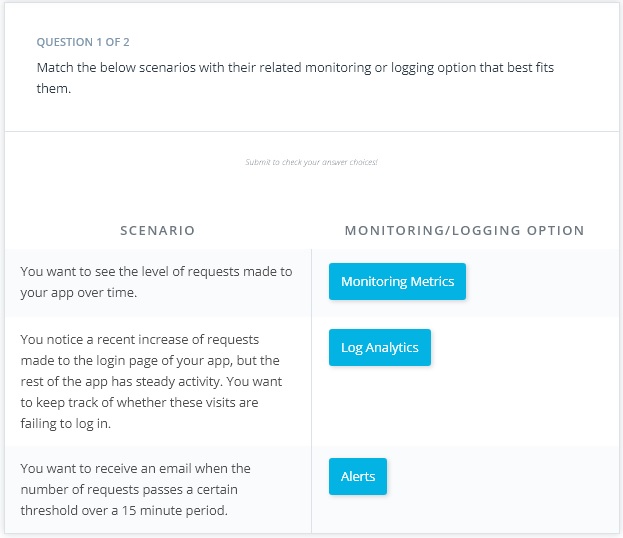 QUESTION 1 OF 2
Match the below scenarios with their related monitoring or logging option that best fits
them.
Submit to check your answer choices!
SCENARIO
MONITORING/LOGGING OPTION
You want to see the level of requests made to
your app over time.
Monitoring Metrics
You notice a recent increase of requests
made to the login page of your app, but the
rest of the app has steady activity. You want
to keep track of whether these visits are
failing to log in.
Log Analytics
You want to receive an email when the
number of requests passes a certain
threshold over a 15 minute period.
Alerts